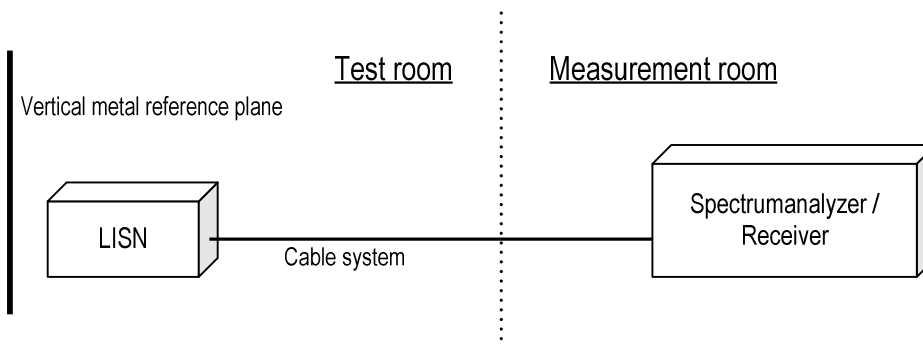 Test room
Measurement room
Vertical metal reference plane
LISN
Cable system
Spectrumanalyzer /
Receiver